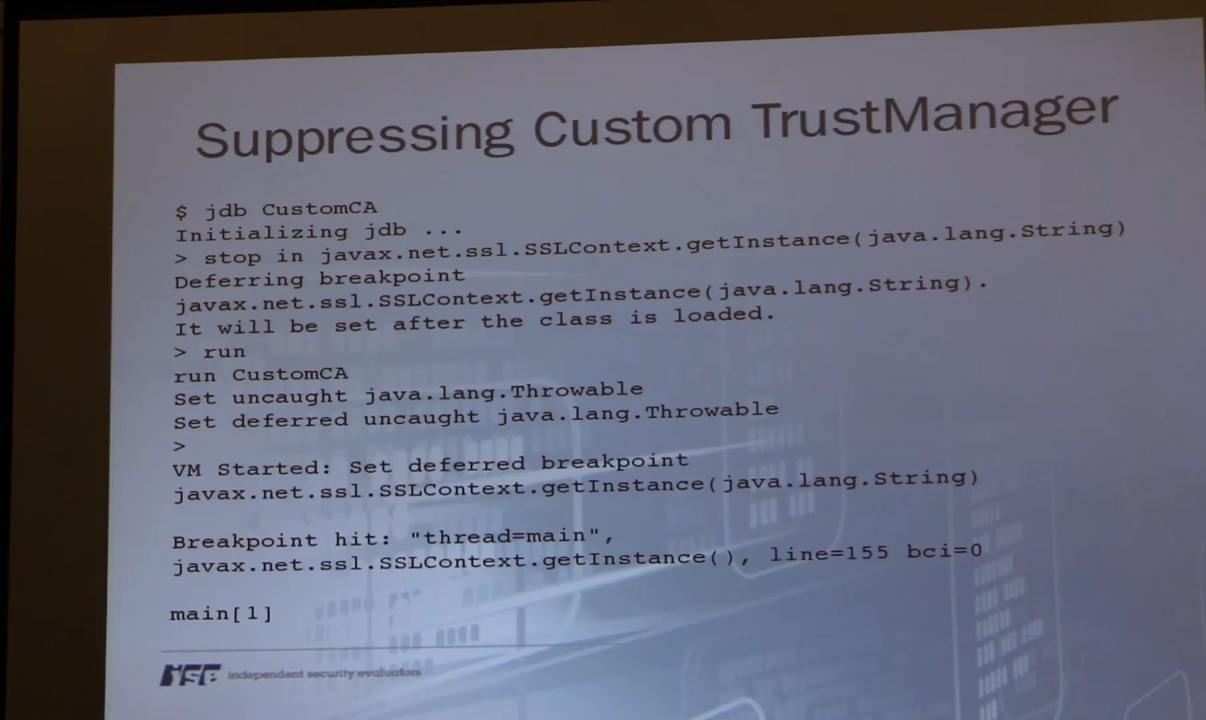 Suppressing Custom TrustManager
$ jdb CustomCA
Initializing jdb ...
> stop in javax.net.ssl.SSLContext.getInstance(java.lang.String)
Deferring breakpoint
javax.net.ssl.SSLContext.getInstance(java.lang.String).
It will be set after the class is loaded.
> run
run CustomCA
Set uncaught java.lang.Throwable
Set deferred uncaught java.lang.Throwable
>
VM Started: Set deferred breakpoint
javax.net.ssl.SSLContext.getInstance(java.lang.String)
Breakpoint hit: "thread=main",
javax.net.ssl.SSLContext.getInstance(), line=155 bci=0
main[1]
ISE independent security evaluators